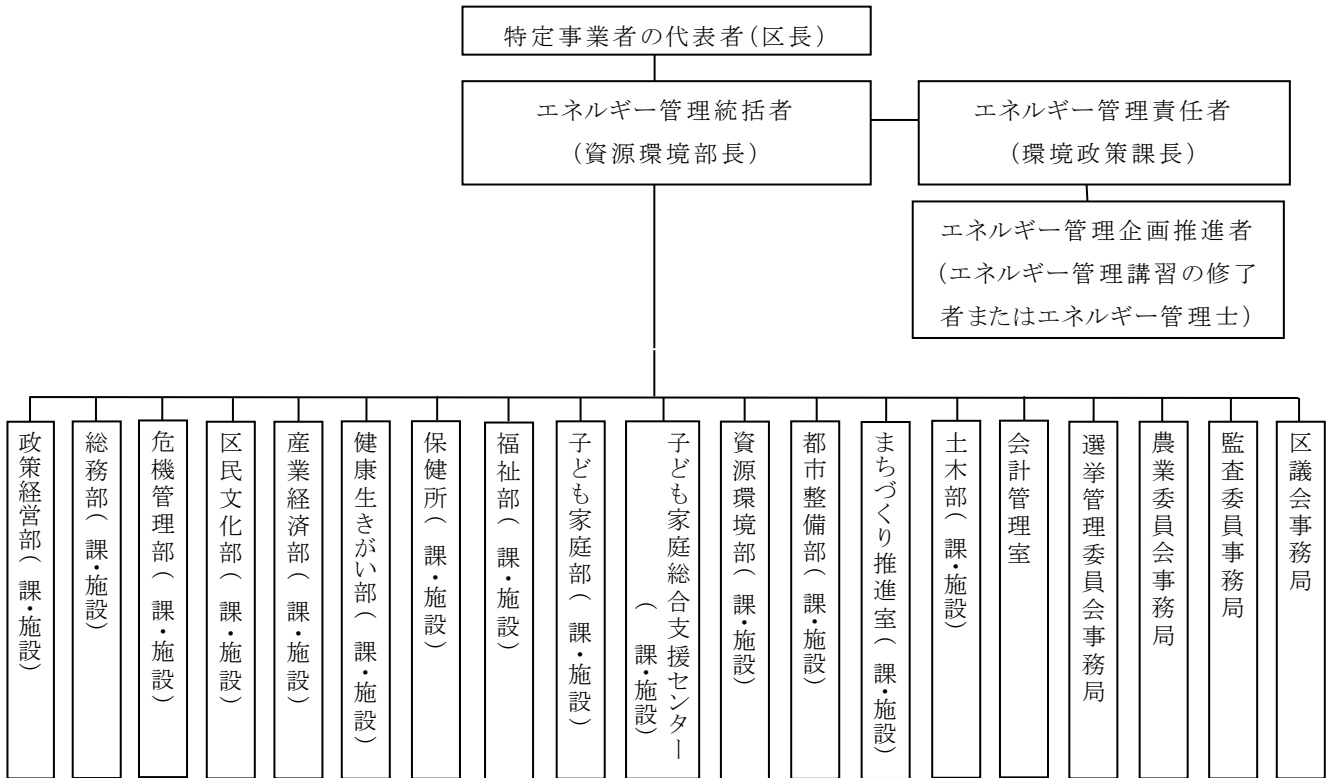 特定事業者の代表者(区長)
エネルギー管理統括者
(資源環境部長)
エネルギー管理責任者
(環境政策課長)
エネルギー管理企画推進者
(エネルギー管理講習の修了
者またはエネルギー管理士)
政策経営部(課・施設)
総務部(課・施設)
危機管理部(課・施設)
区民文化部(課・施設)
産業経済部(課・施設)
健康生きがい部(課・施設)
保健所(課・施設)
福祉部(課・施設)
子ども家庭部(課・施設)
子ども家庭総合支援センター
(課・施設)
資源環境部(課・施設)
都市整備部(課・施設)
まちづくり推進室(課・施設)
土木部(課・施設)
会計管理室
選挙管理委員会事務局
農業委員会事務局
監査委員事務局
区議会事務局